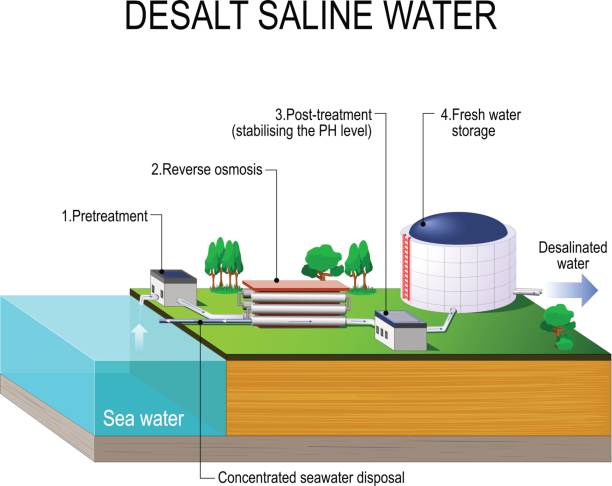 DESALT SALINE WATER
3.Post-treatment
(stabilising the PH level)
4.Fresh water
storage
2.Reverse osmosis
1.Pretreatment
Desalinated
water
Sea water
Concentrated seawater disposal